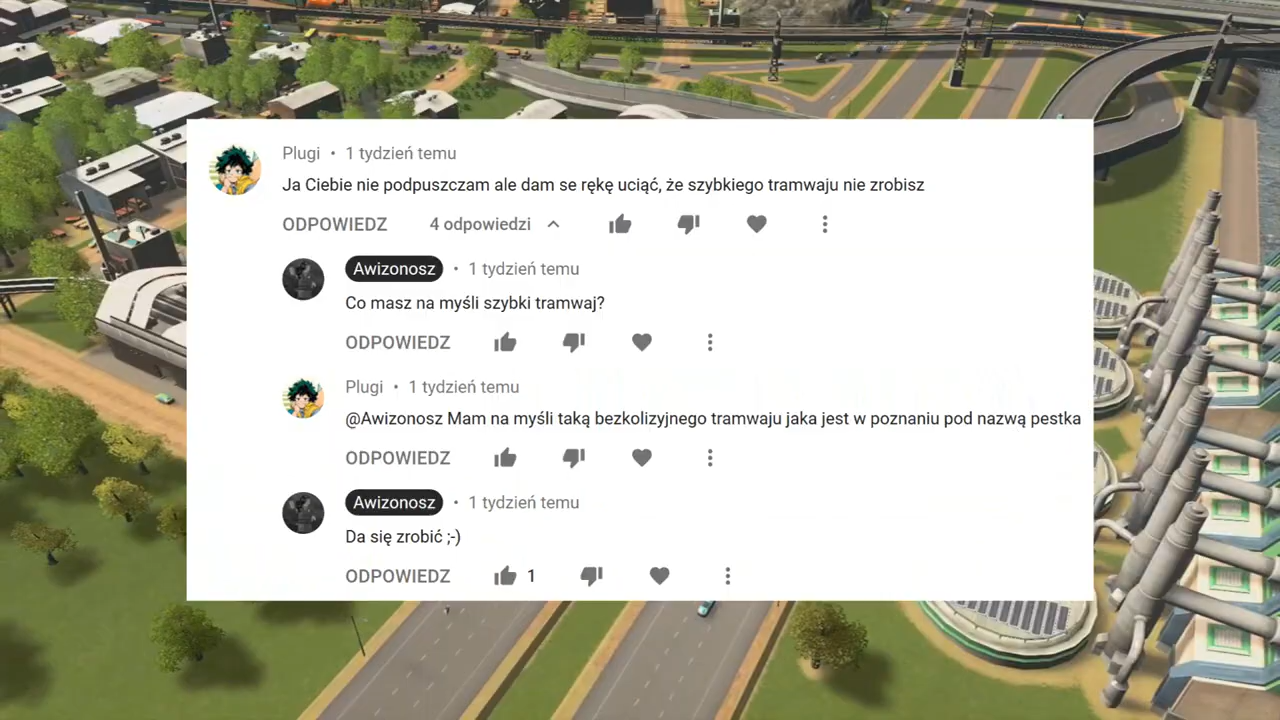 Plugi • 1 tydzień temu
Ja Ciebie nie podpuszczam ale dam se rękę uciąć, że szybkiego tramwaju nie zrobisz
ODPOWIEDZ 4 odpowiedzi
Awizonosz • 1 tydzień temu
Co masz na myśli szybki tramwaj?
ODPOWIEDZ
Plugi • 1 tydzień temu
@Awizonosz Mam na myśli taką bezkolizyjnego tramwaju jaka jest w poznaniu pod nazwą pestka
ODPOWIEDZ
Awizonosz • 1 tydzień temu
Da się zrobić ;-)
ODPOWIEDZ 1